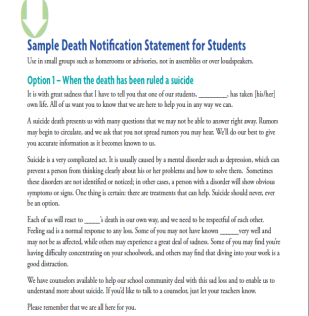 Sample Death Notification Statement for Students
Use in small groups such as homerooms or advisories, not in assemblies or over loudspeakers.
Option 1 – When the death has been ruled a suicide
It is with great sadness that I have to tell you that one of our students, _______, has taken [his/her]
own life. All of us want you to know that we are here to help you in any way we can.
A suicide death presents us with many questions that we may not be able to answer right away. Rumors
may begin to circulate, and we ask that you not spread rumors you may hear. We'll do our best to give
you accurate information as it becomes known to us.
Suicide is a very complicated act. It is usually caused by a mental disorder such as depression, which can
prevent a person from thinking clearly about his or her problems and how to solve them. Sometimes
these disorders are not identified or noticed; in other cases, a person with a disorder will show obvious
symptoms or signs. One thing is certain: there are treatments that can help. Suicide should never, ever
be an option.
Each of us will react to ____'s death in our own way, and we need to be respectful of each other.
Feeling sad is a normal response to any loss. Some of you may not have known _____very well and
may not be as affected, while others may experience a great deal of sadness. Some of you may find you're
having difficulty concentrating on your schoolwork, and others may find that diving into your work is a
good distraction.
We have counselors available to help our school community deal with this sad loss and to enable us to
understand more about suicide. If you'd like to talk to a counselor, just let your teachers know.
Please remember that we are all here for you.